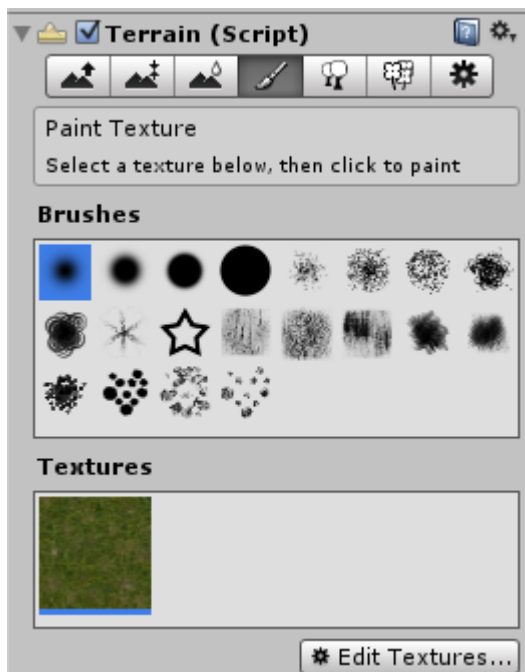 Terrain (Script)
Paint Texture
Select a texture below, then click to paint
Brushes
Textures
Edit Textures...